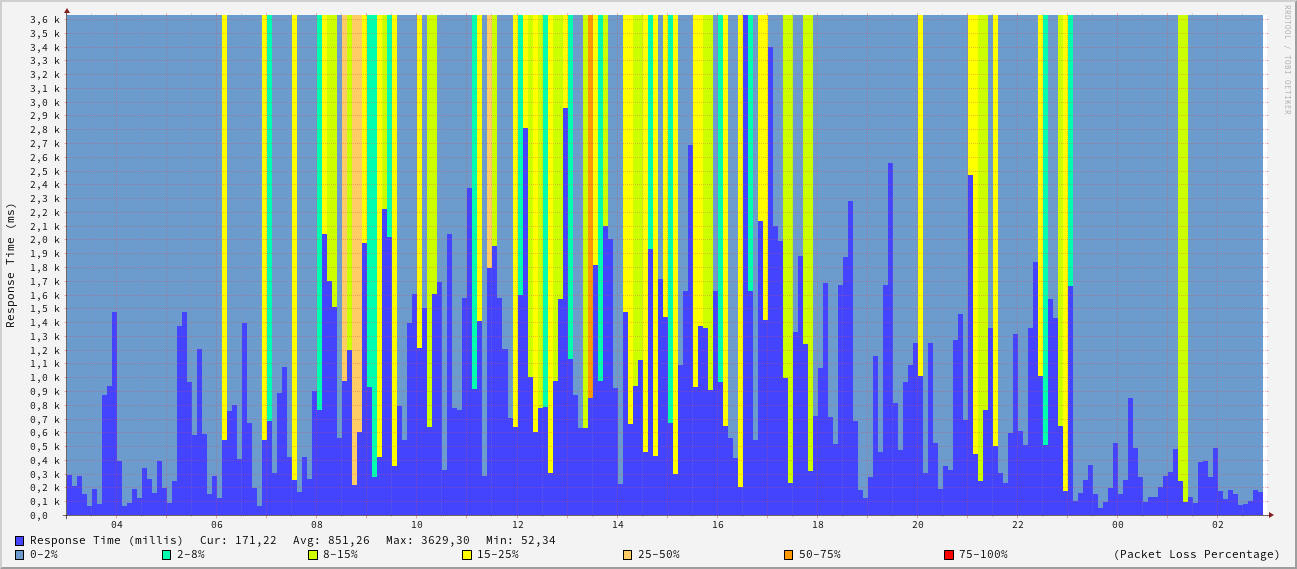 RRDTOOL / TOBI OETIKER
Response Time (ms)
3,6 k
3,5 k
3,3 k
3,2 k
3,1 k
3,0 k
2,9 k
2,8 k
2,6 k
2,5 k
2,4 k
2,3 k
2,2 k
2,1 k
2,0 k
1,9 k
1,8 k
1,7 k
1,6 k
1,5 k
1,4 k
1,3 k
1,2 k
1,1 k
1,0 k
0,9 k
0,8 k
0,7 k
0,6 k
0,5 k
0,4 k
0,3 k
0,2 k
0,1 k
0,0
04 06 08 10 12 14 16 18 20 22 00 02
Response Time (millis) Cur: 171,22 Avg: 851,26 Max: 3629,30 Min: 52,34
0-2% 2-8% 8-15% 15-25% 25-50% 50-75% 75-100% (Packet Loss Percentage)